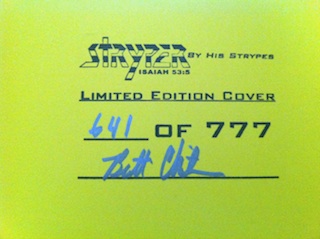 STRYPER BY HIS STRYPES
ISAIAH 53:5
LIMITED EDITION COVER
641 OF 777